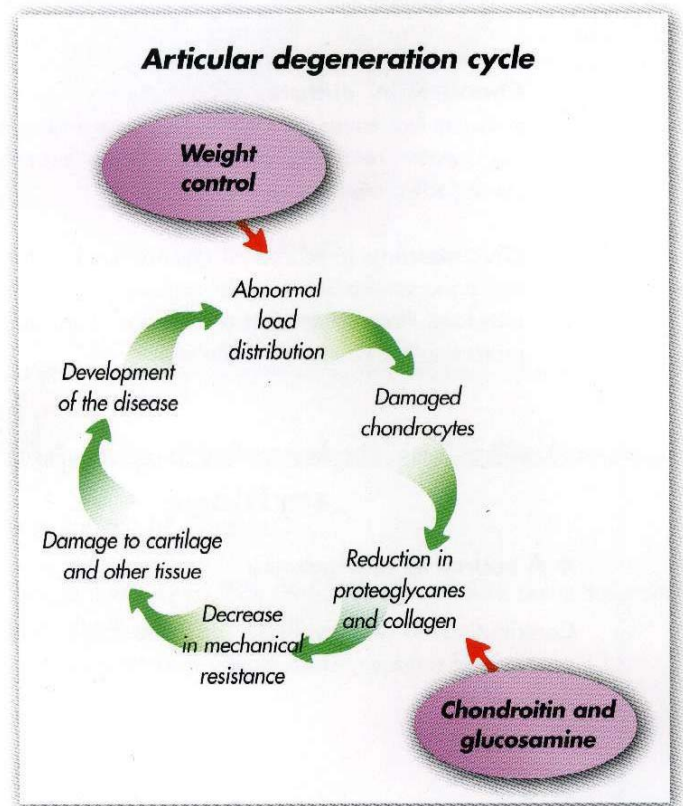 Articular degeneration cycle
Weight
control
Abnormal
load
distribution
Damaged
chondrocytes
Reduction in
proteoglycanes
and collagen
Chondroitin and
glucosamine
Decrease
in mechanical
resistance
Damage to cartilage
and other tissue
Development
of the disease